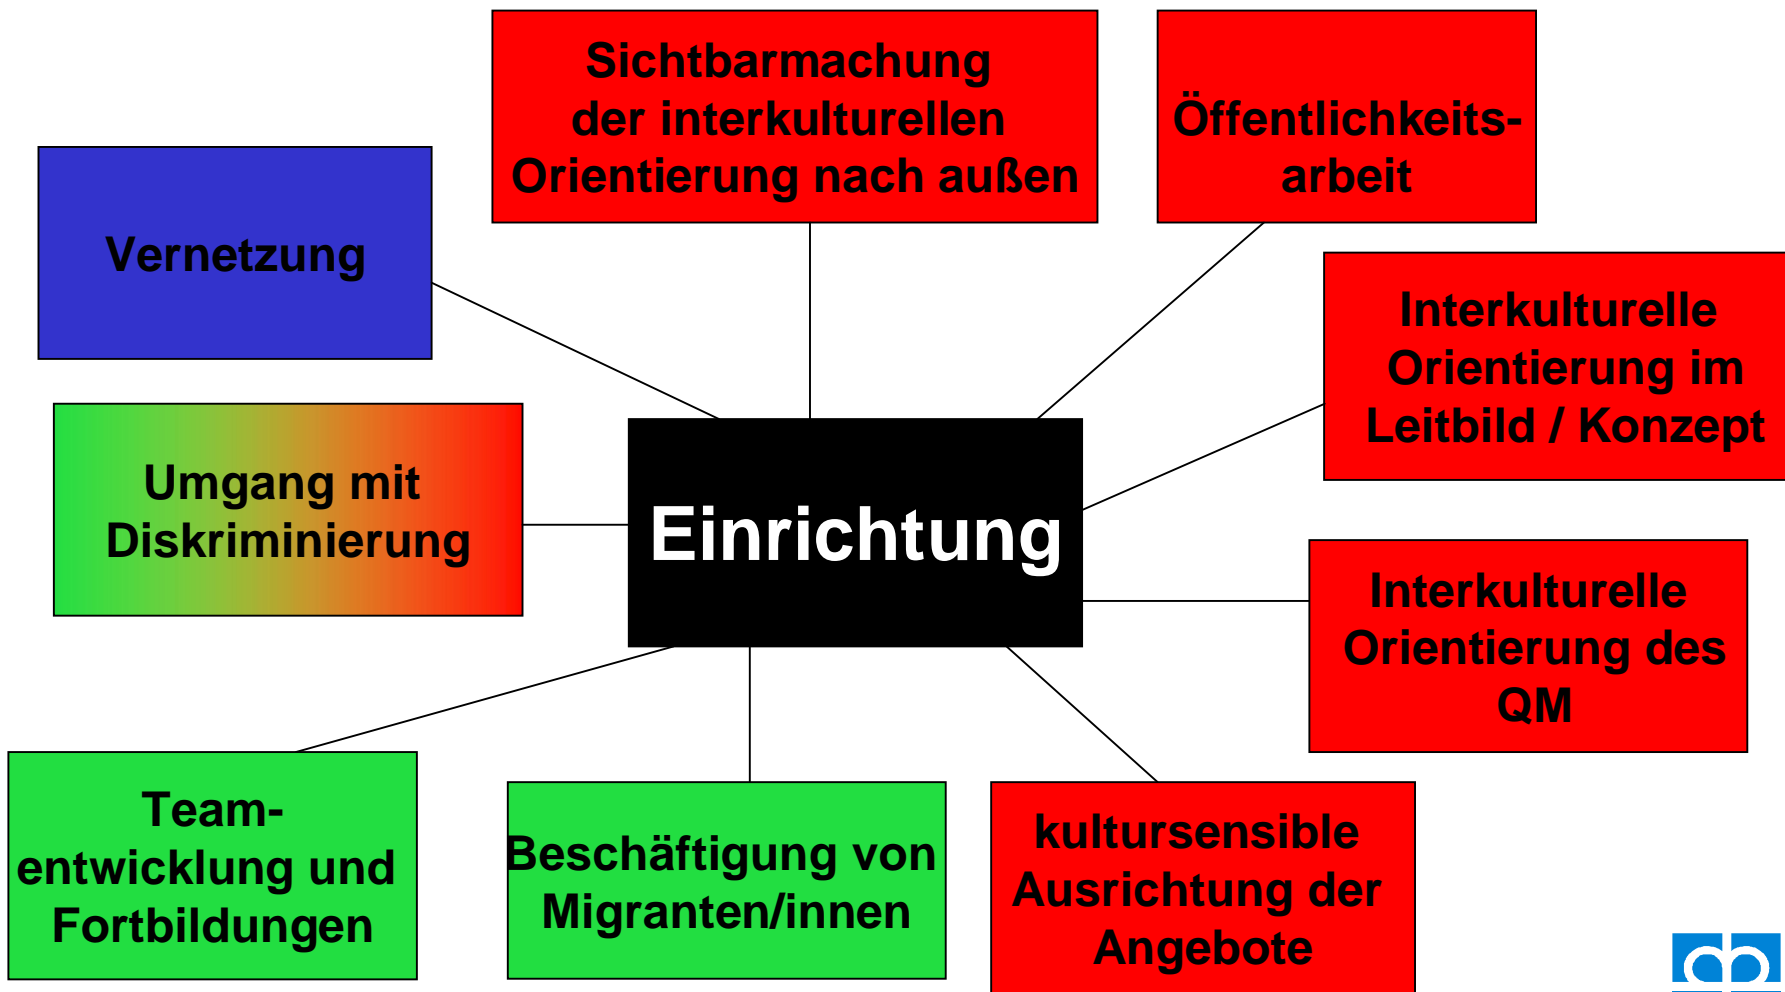 Sichtbarmachung
der interkulturellen
Orientierung nach außen
Öffentlichkeits-
arbeit
Vernetzung
Interkulturelle
Orientierung im
Leitbild / Konzept
Umgang mit
Diskriminierung
Einrichtung
Interkulturelle
Orientierung des
QM
Team-
entwicklung und
Fortbildungen
Beschäftigung von
Migranten/innen
kultursensible
Ausrichtung der
Angebote